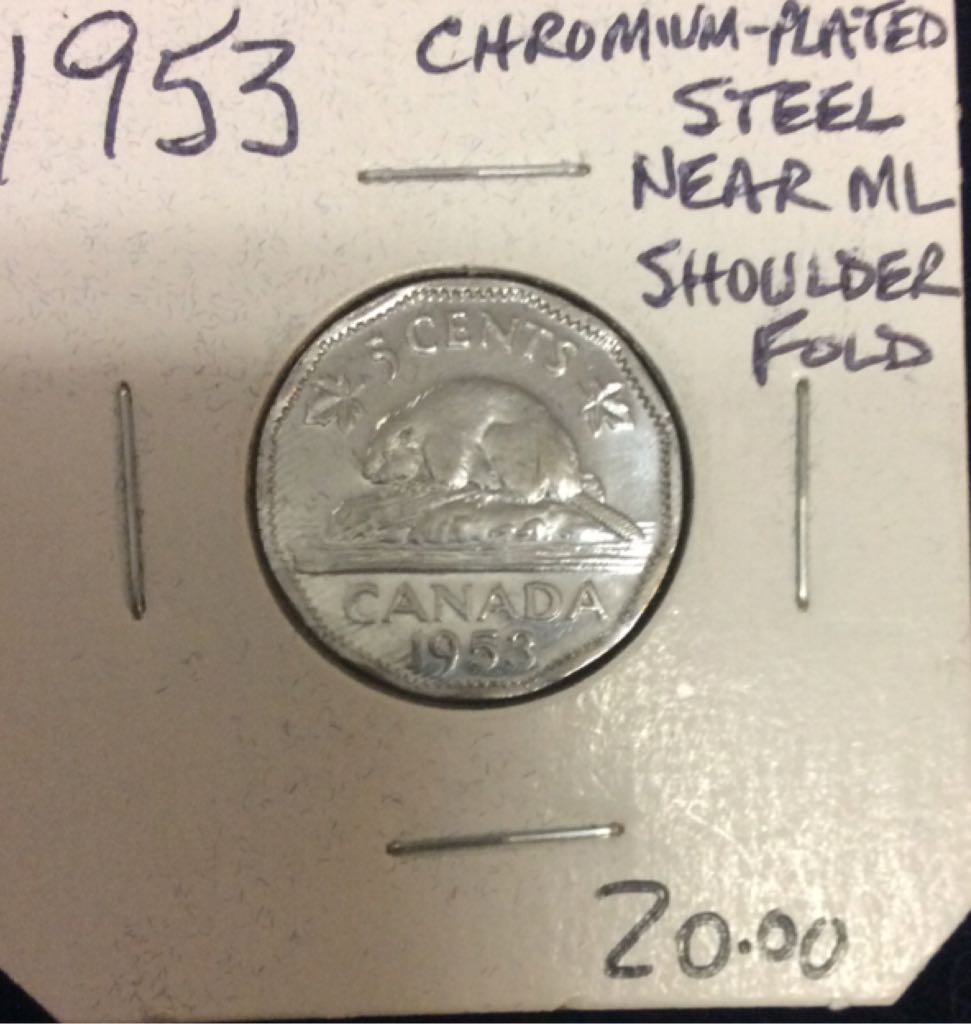 1953
CHROMIUM-PLATED
STEEL
NEAR ML
SHOULDER
FOLD
5 CENTS
CANADA
1953
20.00